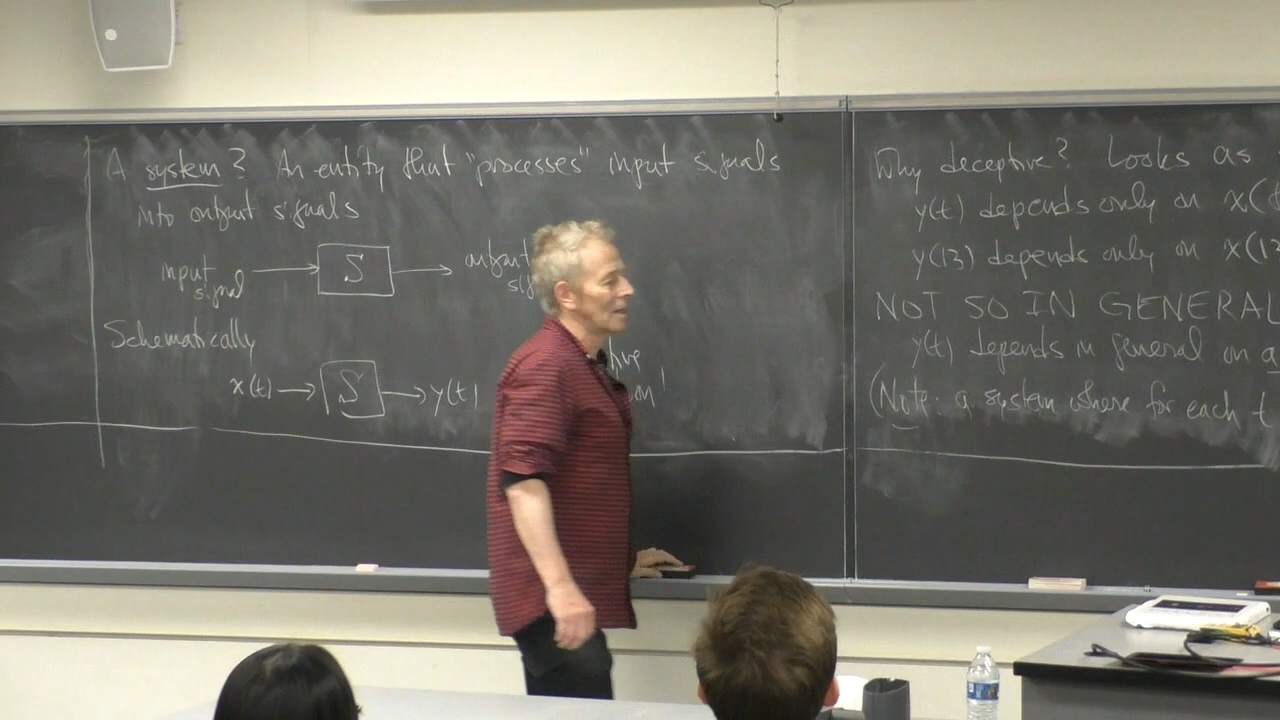 A system? An entity that "processes" input signals
into output signals
input signal → S → output
Schematically
x(t) → S → y(t)
Why deceptive? Looks as
y(t) depends only on x(
y(13) depends only on x(13
NOT SO IN GENERAL
y(t) depends in general on
(Note: a system where for each t